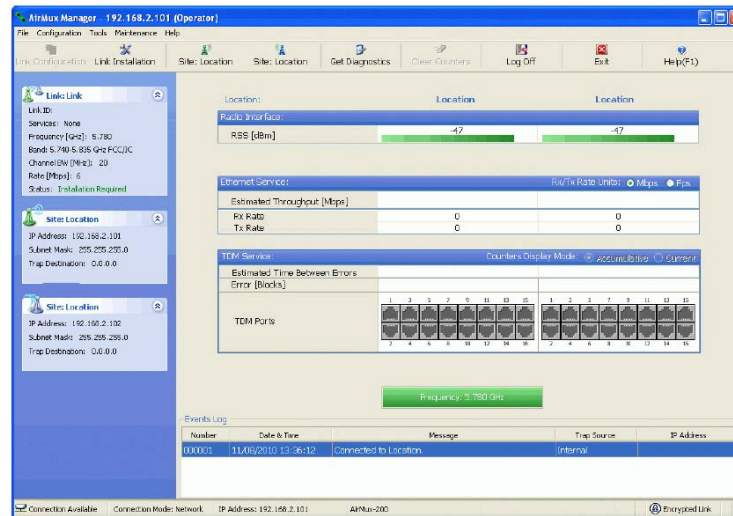 AirMux Manager - 192.168.2.101 (Operator)
File Configuration Tools Maintenance Help
Link Configuration Link Installation Site: Location Site: Location Get Diagnostics Clear Counters Log Off Exit Help(F1)
Link: Link
Link ID:
Services: None
Frequency [GHz]: 5.780
Band: 5.740-5.835 GHz FCC/IC
Channel BW [MHz]: 20
Rate [Mbps]: 6
Status: Installation Required
Site: Location
IP Address: 192.168.2.101
Subnet Mask: 255.255.255.0
Trap Destination: 0.0.0.0
Site: Location
IP Address: 192.168.2.102
Subnet Mask: 255.255.255.0
Trap Destination: 0.0.0.0
Location: Location Location
Radio Interface:
RSS [dBm] -47 -47
Ethernet Service: Rx/Tx Rate Units: Mbps Fps
Estimated Throughput [Mbps]
Rx Rate 0 0
Tx Rate 0 0
TDM Service: Counters Display Mode: Accumulative Current
Estimated Time Between Errors
Error [Blocks]
1 3 5 7 9 11 13 15 1 3 5 7 9 11 13 15
TDM Ports
2 4 6 8 10 12 14 16 2 4 6 8 10 12 14 16
Frequency: 5.780 GHz
Events Log
Number Date & Time Message Trap Source IP Address
000001 11/08/2010 13:36:12 Connected to Location. Internal
Connection Available Connection Mode: Network IP Address: 192.168.2.101 AirMux-200 Encrypted Link